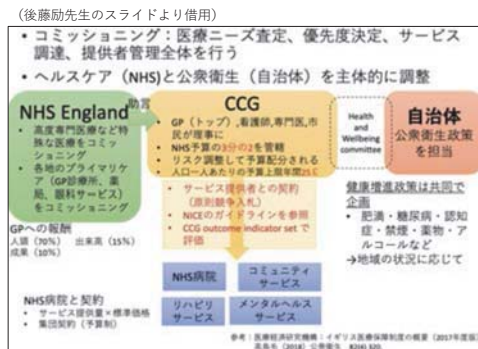 （後藤励先生のスライドより借用）
• コミッショニング：医療ニーズ査定、優先度決定、サービス
調達、提供者管理全体を行う
• ヘルスケア（NHS）と公衆衛生（自治体）を主体的に調整
NHS England
• 高度専門医療など特
殊な医療をコミッ
ショニング
• 各地のプライマリケ
ア（GP診療所、薬
局、眼科サービス）
をコミッショニング
助言
CCG
• GP（トップ）,看護師,専門医,市
民が理事に
• NHS予算の3分の2を管轄
• リスク調整して予算配分される
• 人口一人あたりの予算上限年間25£
• サービス提供者との契約
（原則競争入札）
• NICEのガイドラインを参照
• CCG outcome indicator set で
評価
Health
and
Wellbeing
committee
自治体
公衆衛生政策
を担当
健康増進政策は共同で
企画
• 肥満・糖尿病・認知
症・禁煙・薬物・ア
ルコールなど
→地域の状況に応じて
GPへの報酬
人頭（70%） 出来高（15%）
成果（10%）
NHS病院と契約
• サービス提供量×標準価格
• 集団契約（予算制）
NHS病院
コミュニティ
サービス
リハビリ
サービス
メンタルヘルス
サービス
参考：医療経済研究機構：イギリス医療保障制度の概要（2017年度版）
（2018）公衆衛生